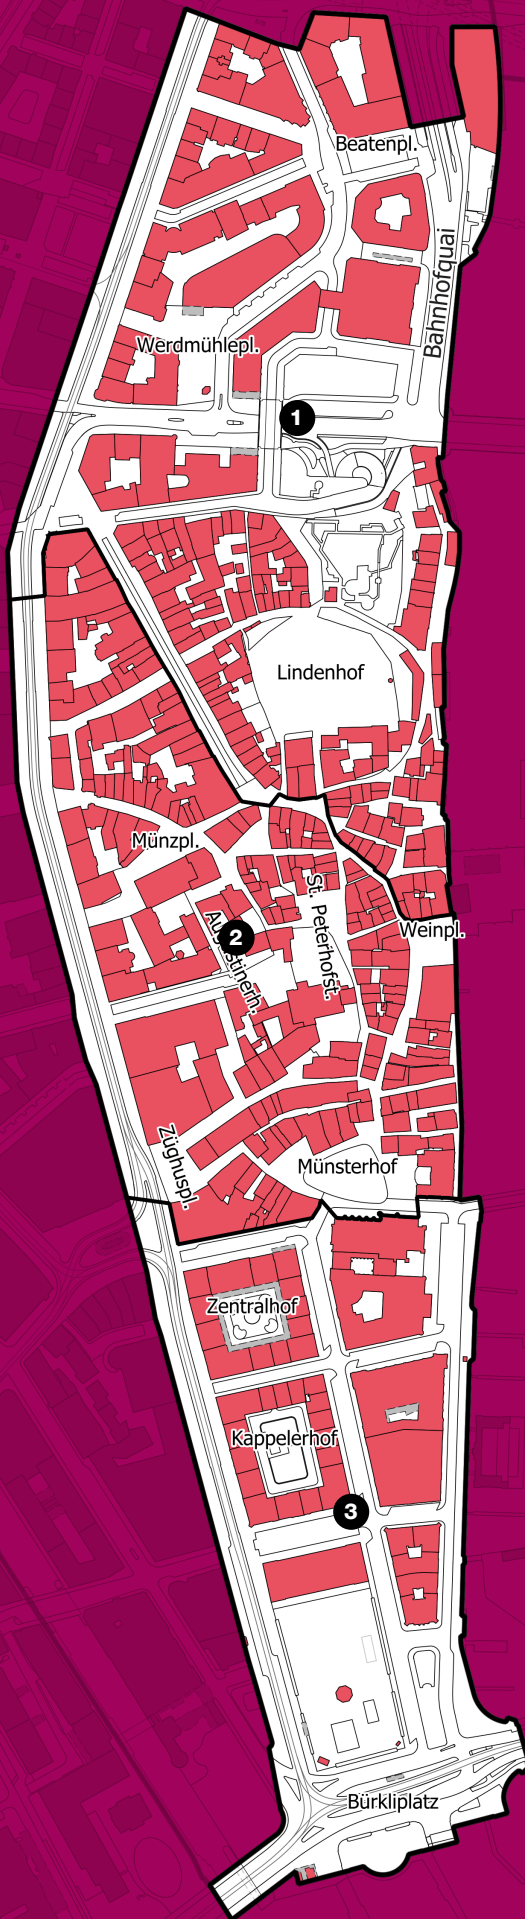 Beatenpl.
Bahnhofquai
Werdmühlepl.
1
Lindenhof
Münzpl.
St. Peterhofst.
Augustinerh.
2
Weinpl.
Züghuspl.
Münsterhof
Zentralhof
Kappelerhof
3
Bürkliplatz